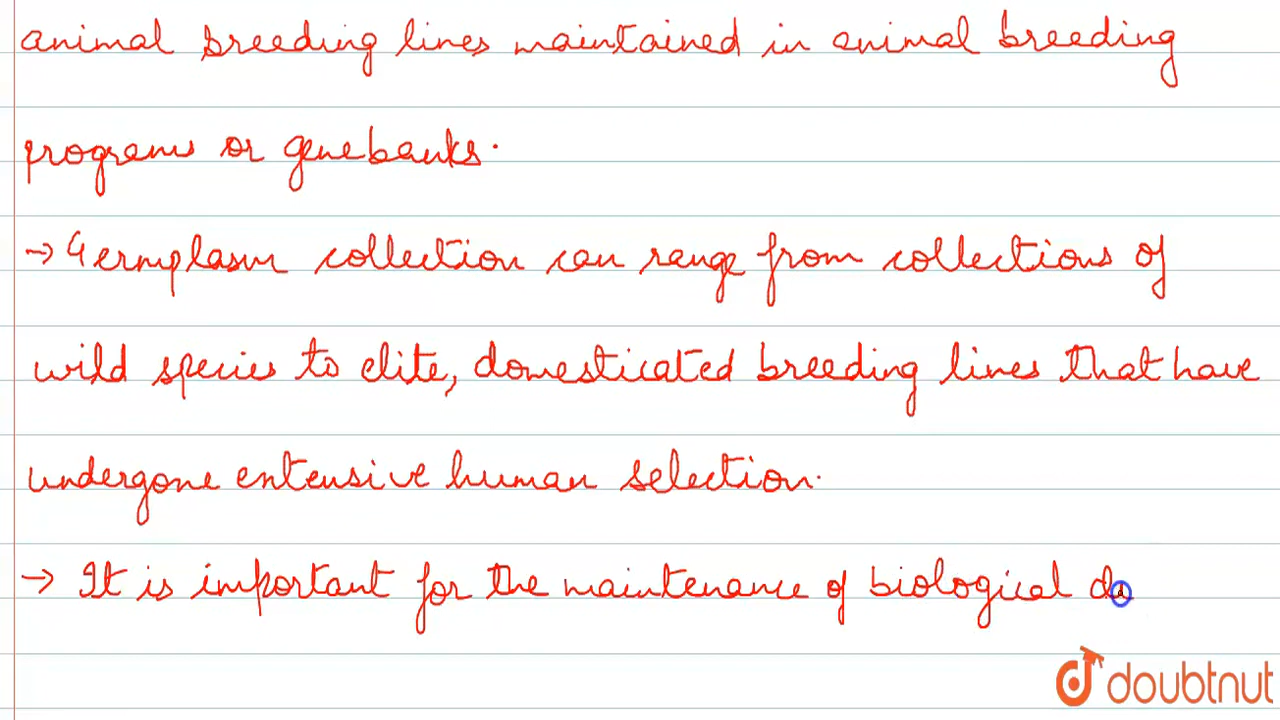 animal breeding lines maintained in animal breeding
programs or genebanks.
→ Germplasm collection can range from collections of
wild species to elite, domesticated breeding lines that have
undergone extensive human selection.
→ It is important for the maintenance of biological
doubtnut